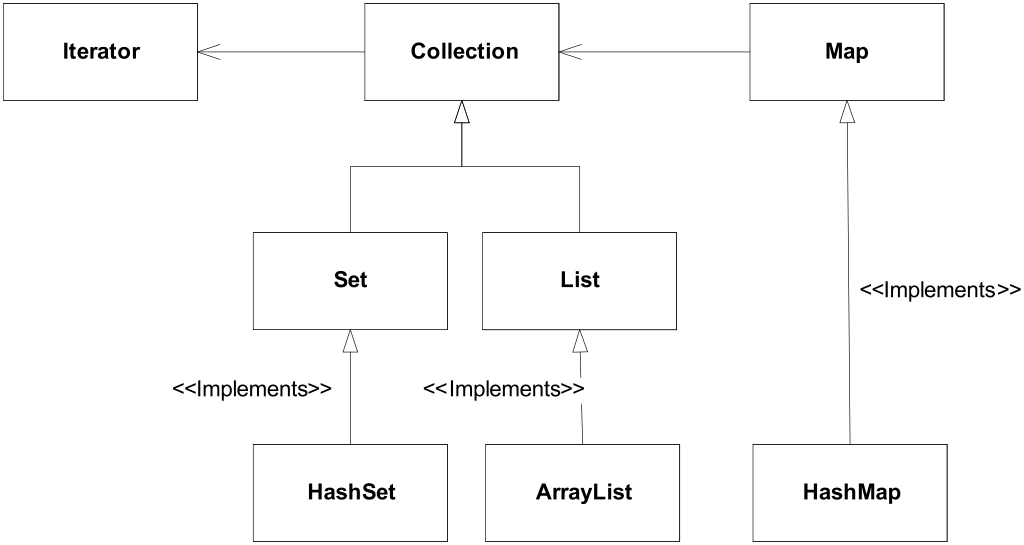 Iterator
Collection
Map
Set
List
<<Implements>>
<<Implements>>
<<Implements>>
HashSet
ArrayList
HashMap